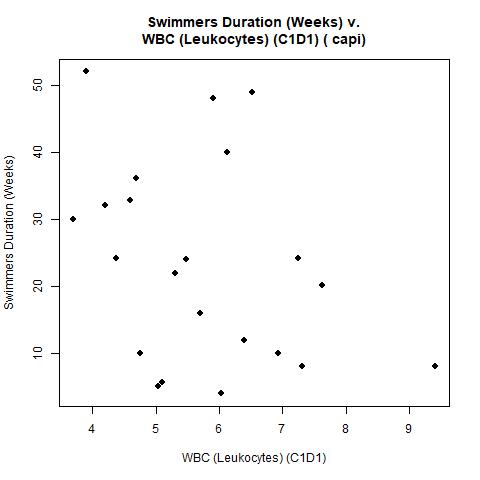 Swimmers Duration (Weeks) v.
WBC (Leukocytes) (C1D1) ( capi)
Swimmers Duration (Weeks)
50
40
30
20
10
4 5 6 7 8 9
WBC (Leukocytes) (C1D1)